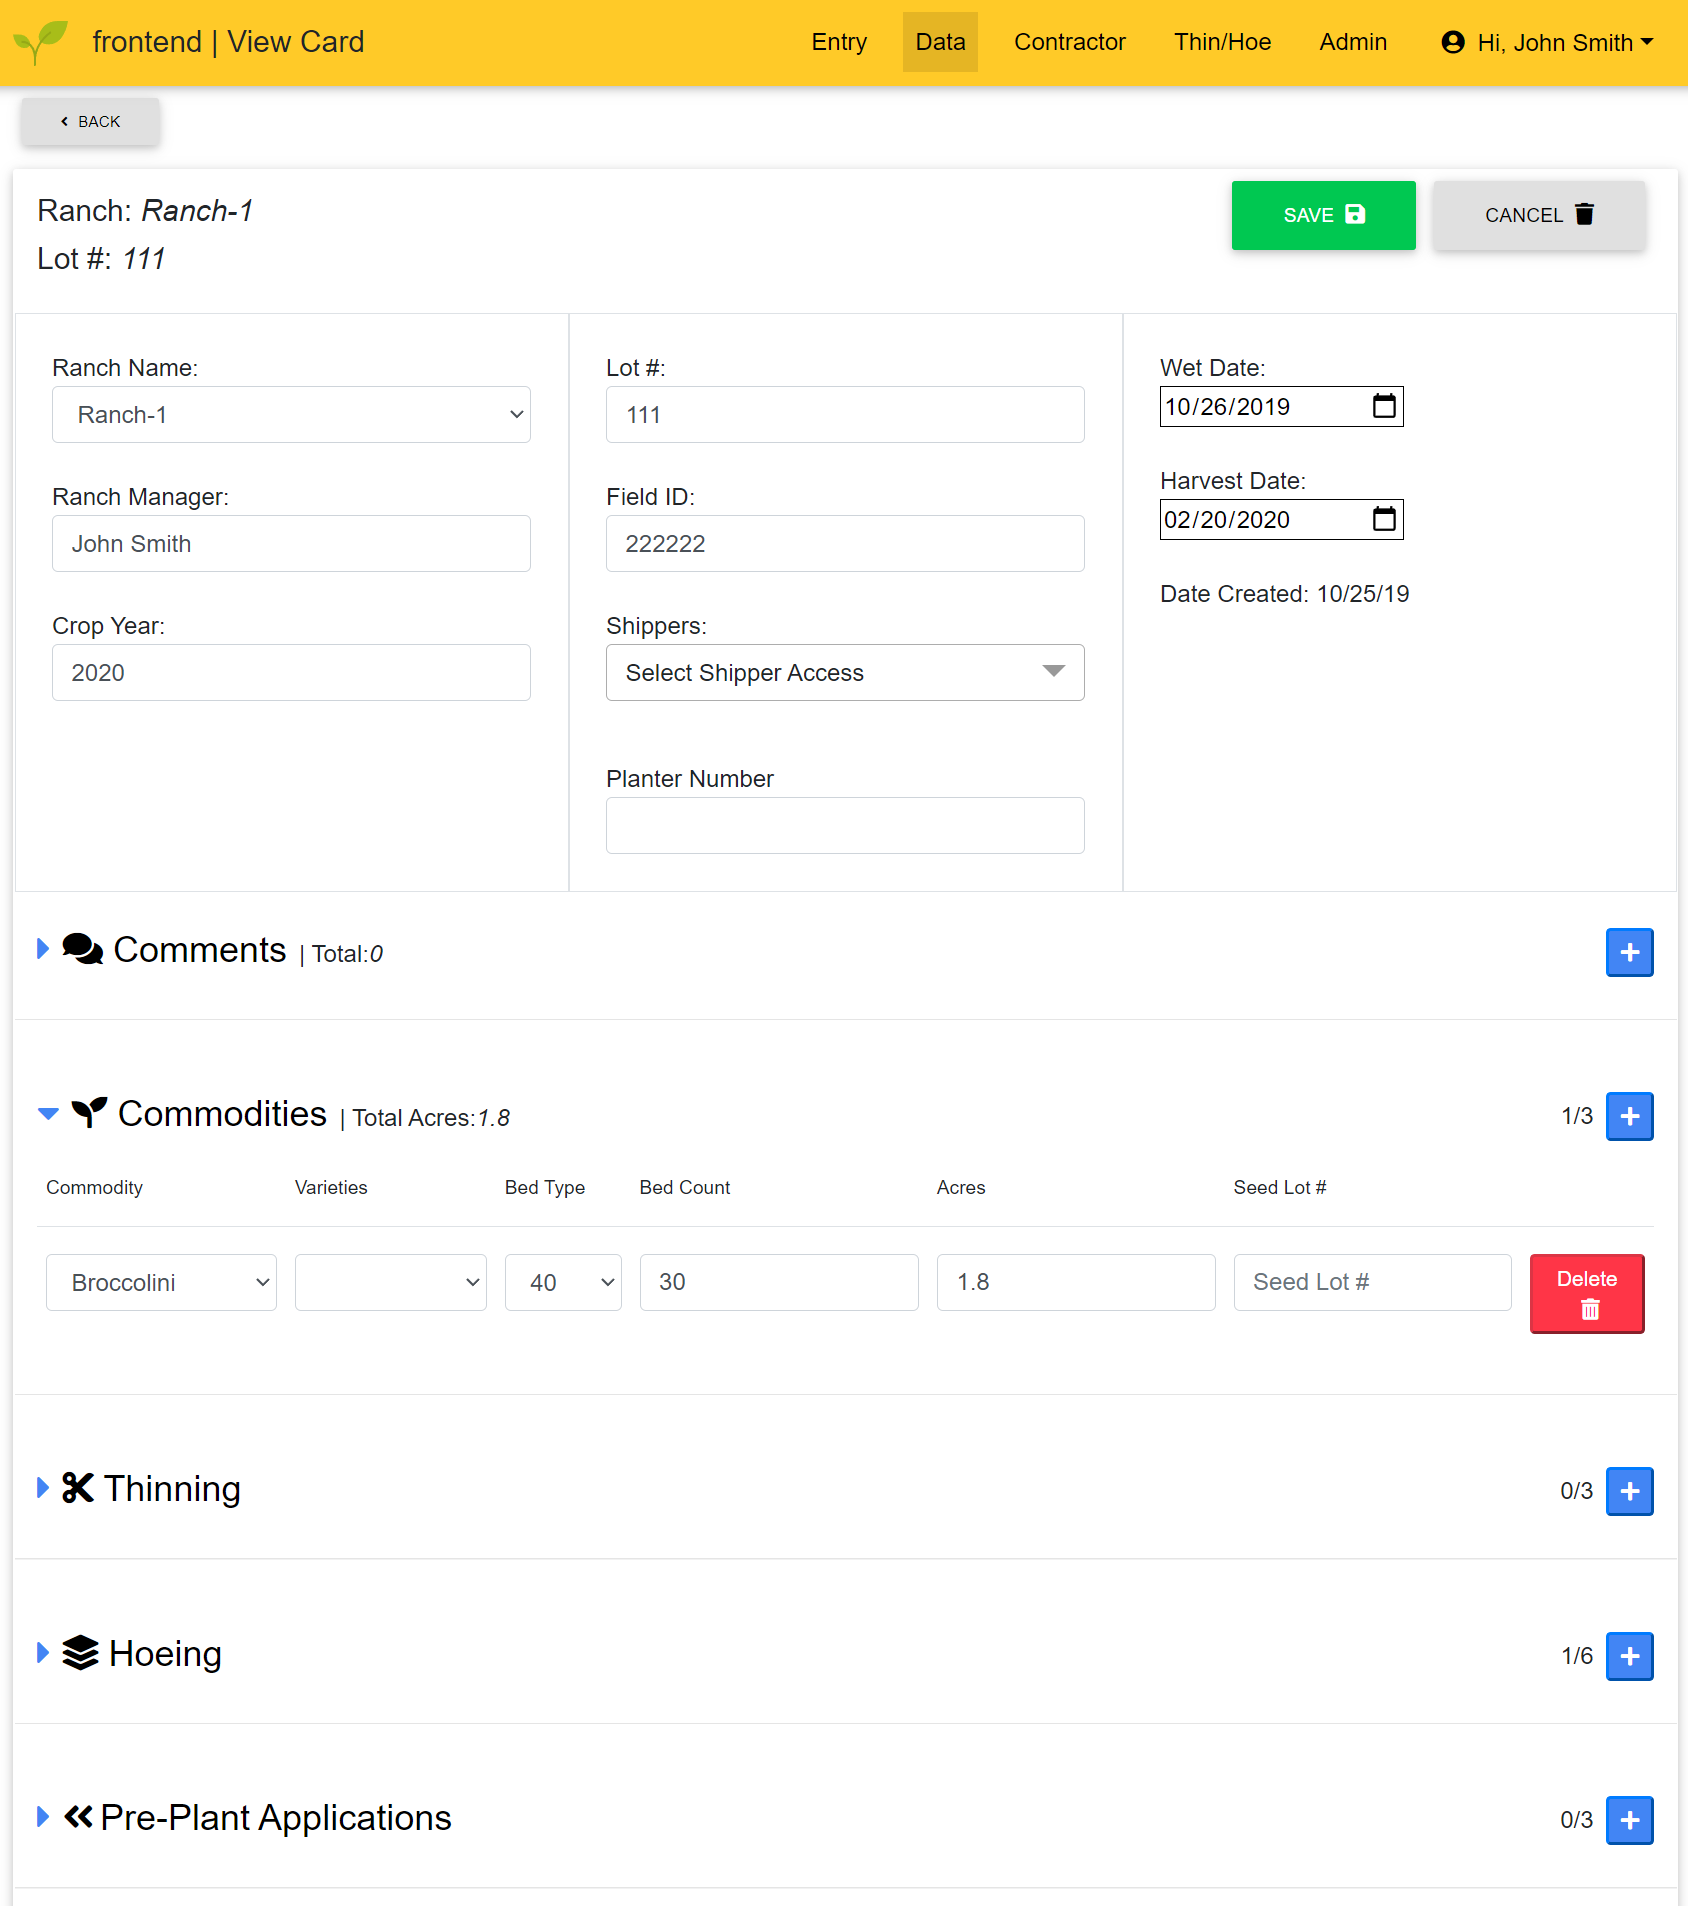 frontend | View Card
Entry
Data
Contractor
Thin/Hoe
Admin
Hi, John Smith
BACK
Ranch: Ranch-1
Lot #: 111
SAVE
CANCEL
Ranch Name:
Ranch-1
Ranch Manager:
John Smith
Crop Year:
2020
Lot #:
111
Field ID:
222222
Shippers:
Select Shipper Access
Planter Number
Wet Date:
10/26/2019
Harvest Date:
02/20/2020
Date Created: 10/25/19
Comments | Total:0
Commodities | Total Acres:1.8
1/3
Commodity
Varieties
Bed Type
Bed Count
Acres
Seed Lot #
Broccolini
40
30
1.8
Seed Lot #
Delete
Thinning
0/3
Hoeing
1/6
Pre-Plant Applications
0/3